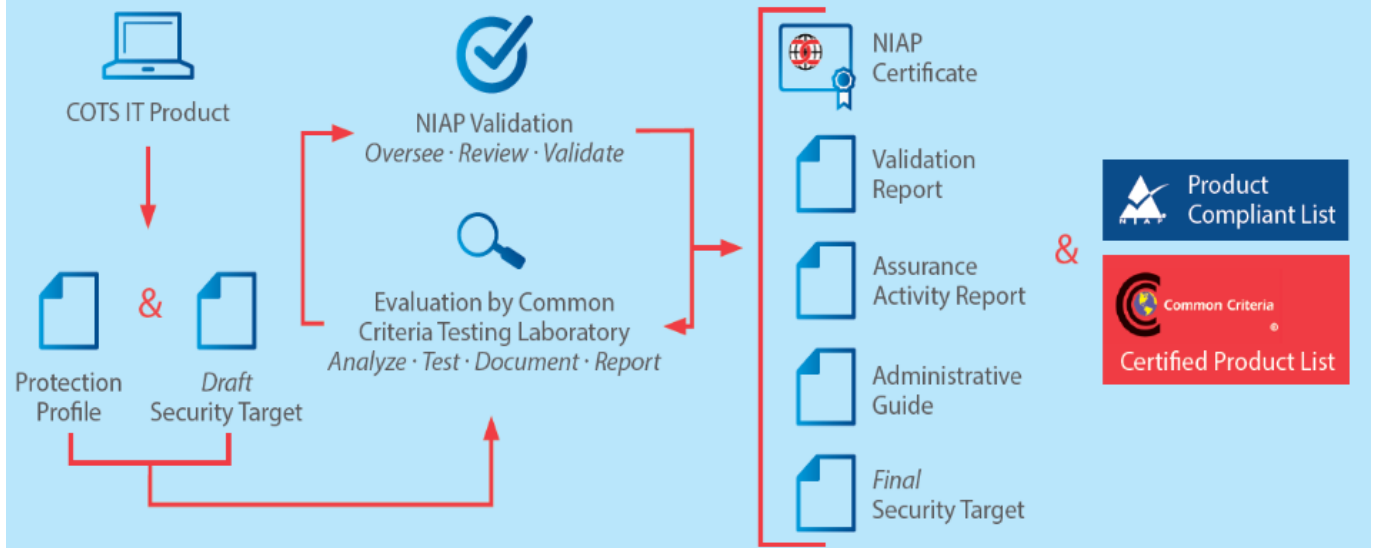 COTS IT Product
&
Protection
Profile
Draft
Security Target
NIAP Validation
Oversee · Review · Validate
Evaluation by Common
Criteria Testing Laboratory
Analyze · Test · Document · Report
NIAP
Certificate
Validation
Report
Assurance
Activity Report
Administrative
Guide
Final
Security Target
&
NIAP
Product
Compliant List
Common Criteria
®
Certified Product List